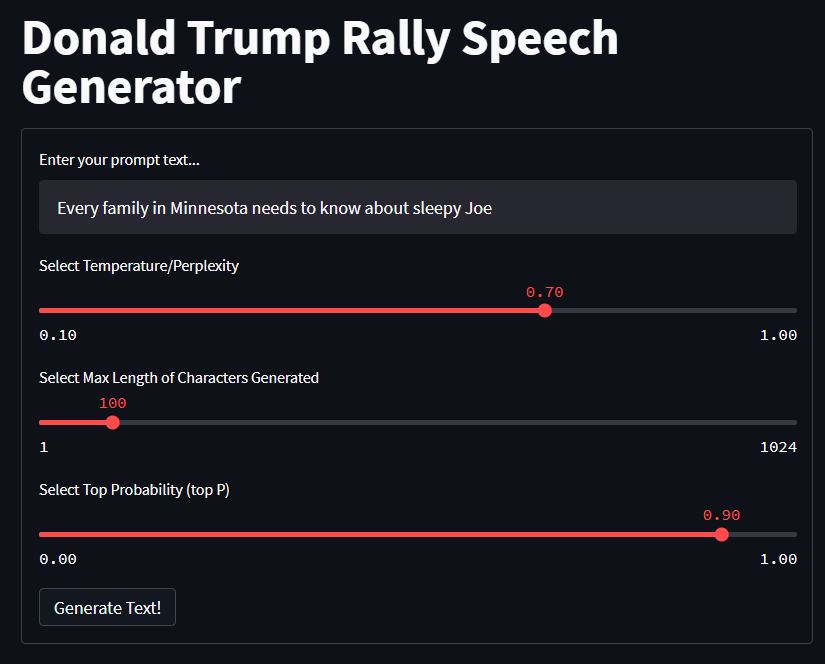 Donald Trump Rally Speech
Generator
Enter your prompt text...
Every family in Minnesota needs to know about sleepy Joe
Select Temperature/Perplexity
0.70
0.10 1.00
Select Max Length of Characters Generated
100
1 1024
Select Top Probability (top P)
0.90
0.00 1.00
Generate Text!